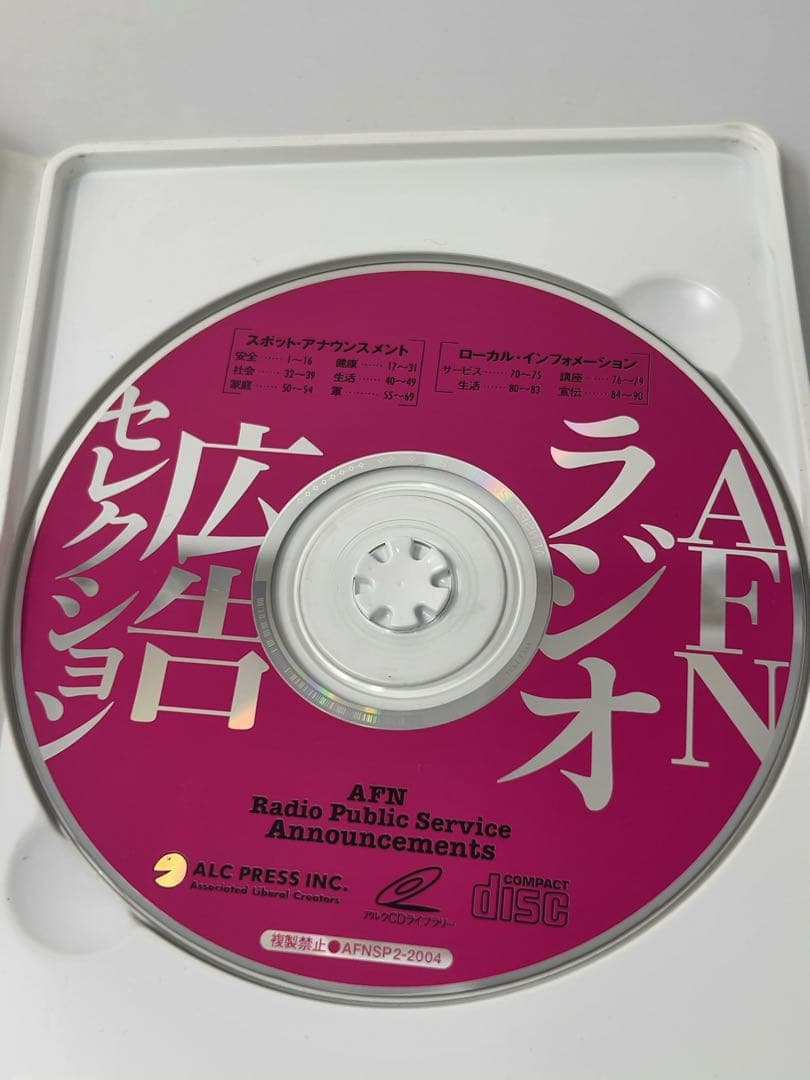 スポット・アナウンスメント
安全……1〜16 健康……17〜31
社会……32〜39 生活……40〜49
家庭……50〜54 軍………55〜69
ローカル・インフォメーション
サービス……70〜75 講座……76〜79
生活……80〜83 宣伝……84〜90
AFN
ラジオ
広告
セレクション
AFN
Radio Public Service
Announcements
ALC PRESS INC.
Associated Liberal Creators
アルクCDライブラリー
COMPACT
disc
複製禁止●AFNSP2-2004